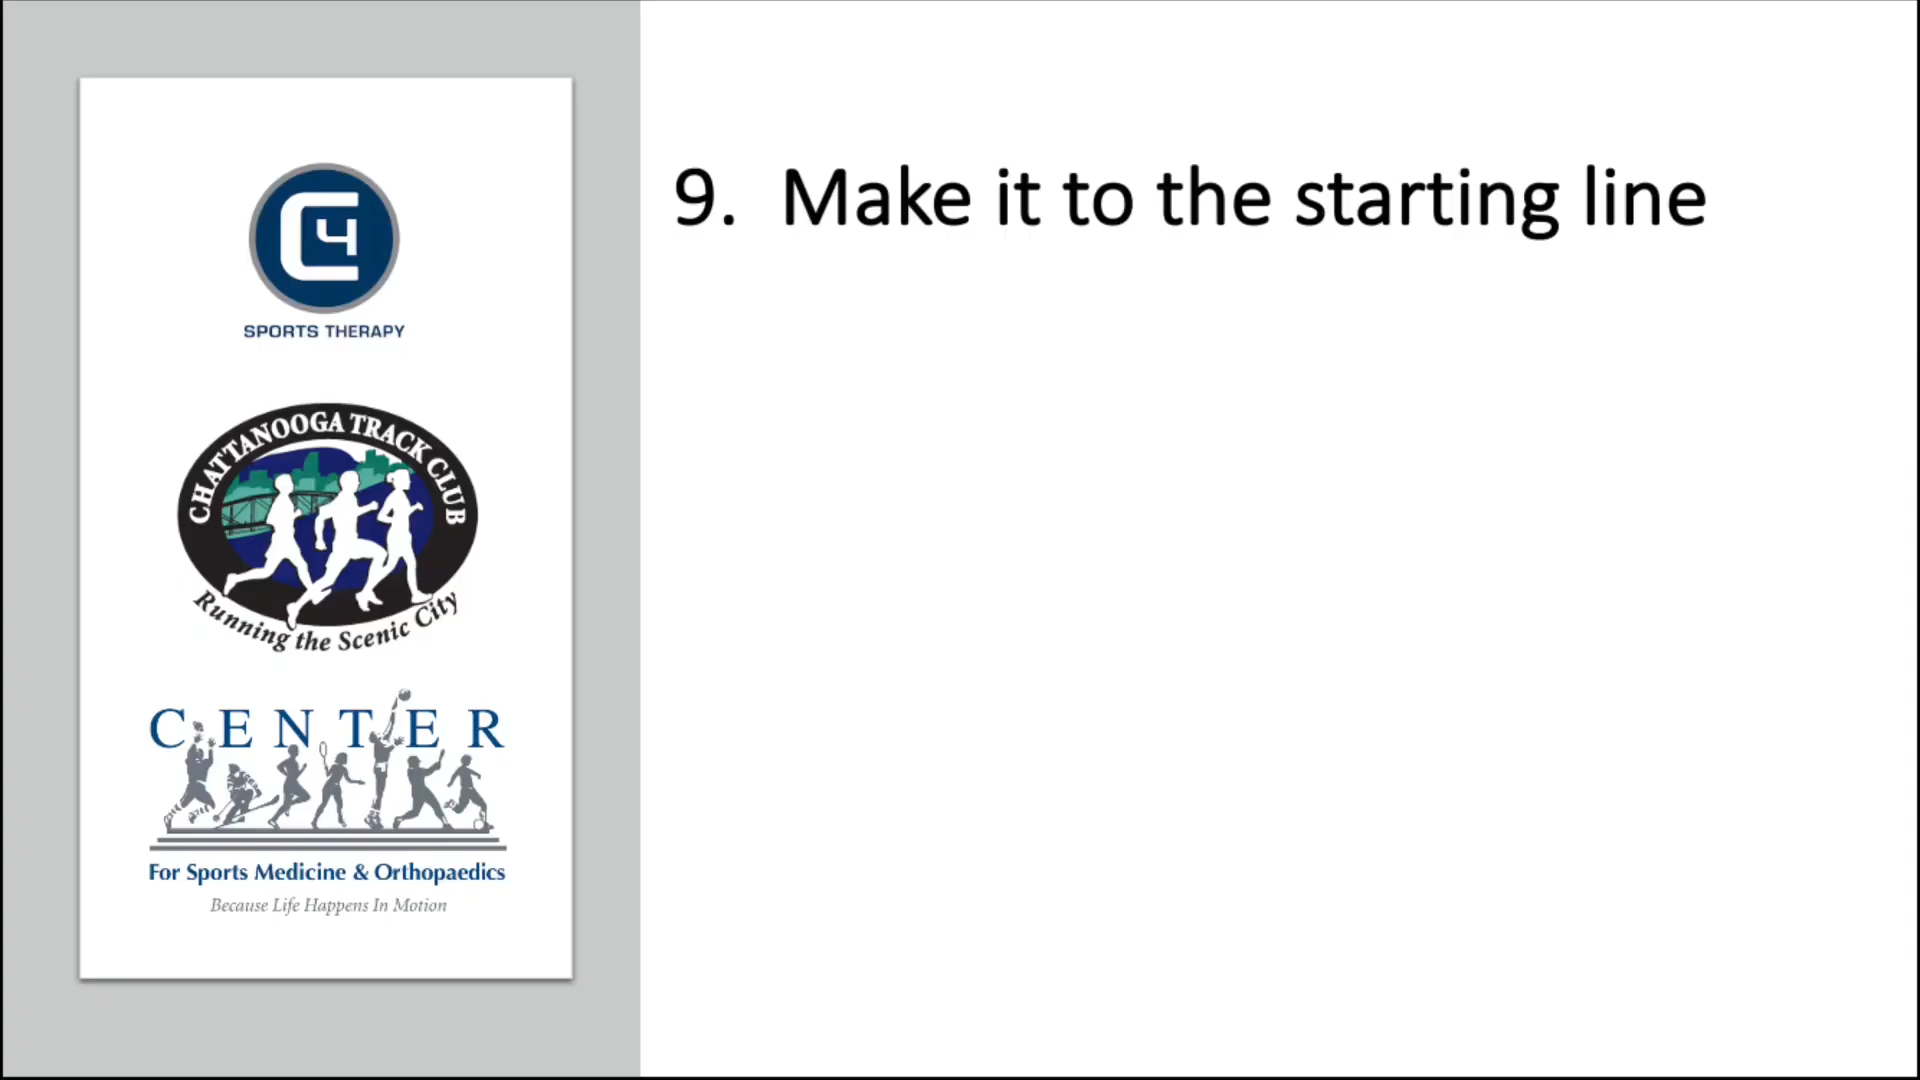 C4
SPORTS THERAPY
CHATTANOOGA TRACK CLUB
Running the Scenic City
CENTER
For Sports Medicine & Orthopaedics
Because Life Happens In Motion
9. Make it to the starting line